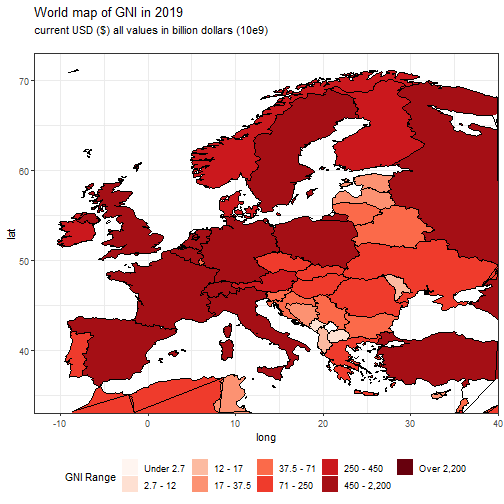 World map of GNI in 2019
current USD ($) all values in billion dollars (10e9)
lat
70
60
50
40
-10 0 10 20 30 40
long
GNI Range
Under 2.7 12 - 17 37.5 - 71 250 - 450 Over 2,200
2.7 - 12 17 - 37.5 71 - 250 450 - 2,200